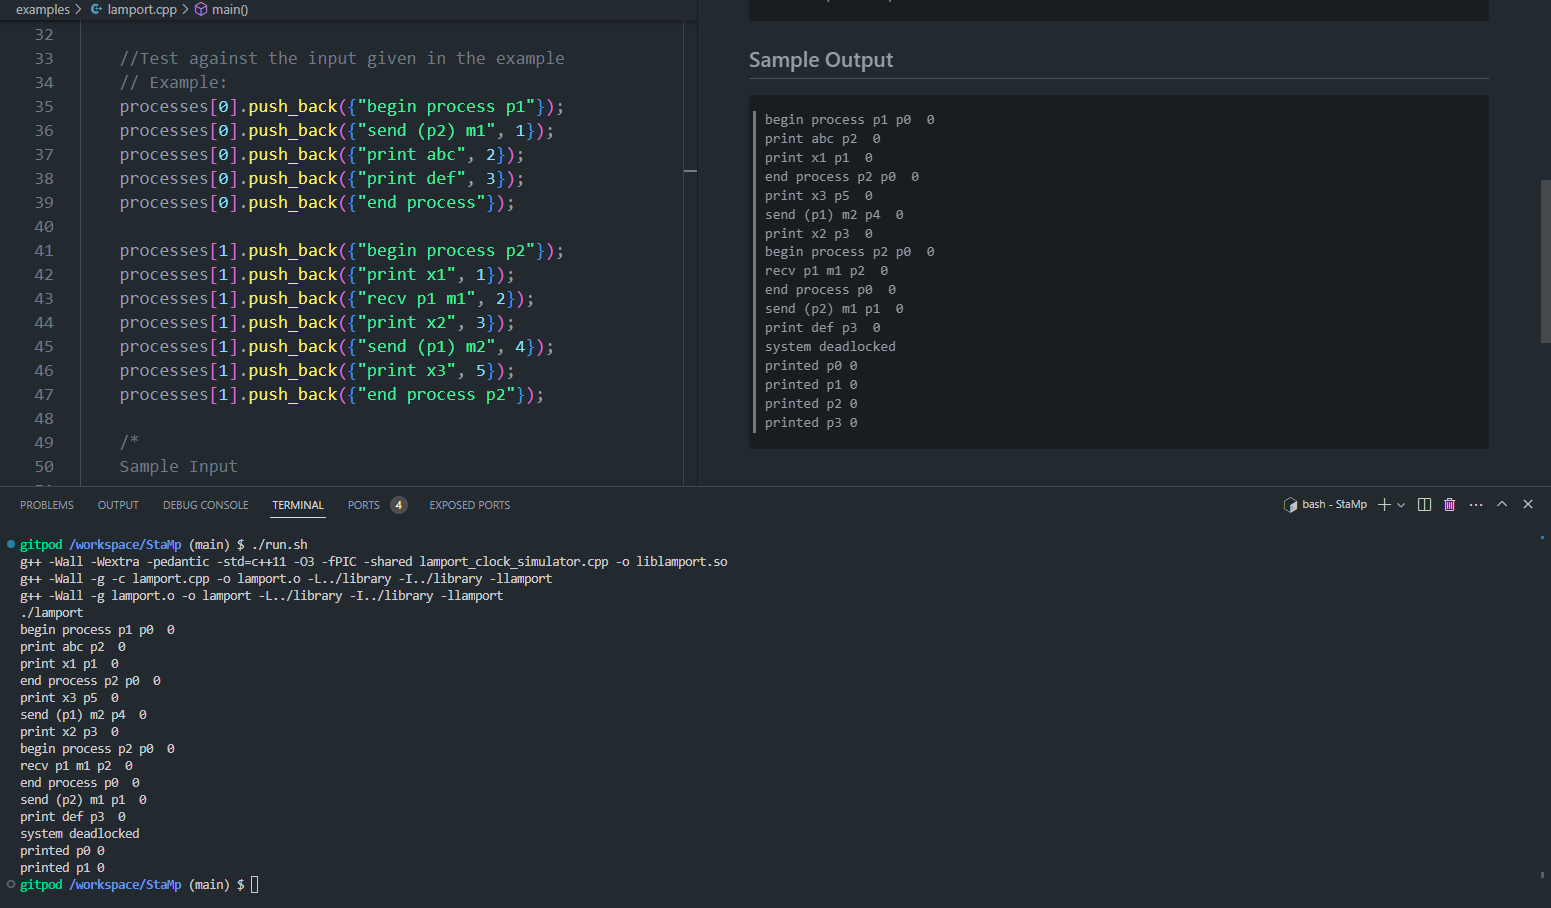 examples > lamport.cpp > main()
32
33 //Test against the input given in the example
34 // Example:
35 processes[0].push_back({"begin process p1"});
36 processes[0].push_back({"send (p2) m1", 1});
37 processes[0].push_back({"print abc", 2});
38 processes[0].push_back({"print def", 3});
39 processes[0].push_back({"end process"});
40
41 processes[1].push_back({"begin process p2"});
42 processes[1].push_back({"print x1", 1});
43 processes[1].push_back({"recv p1 m1", 2});
44 processes[1].push_back({"print x2", 3});
45 processes[1].push_back({"send (p1) m2", 4});
46 processes[1].push_back({"print x3", 5});
47 processes[1].push_back({"end process p2"});
48
49 /*
50 Sample Input
Sample Output
begin process p1 p0  0
print abc p2  0
print x1 p1  0
end process p2 p0  0
print x3 p5  0
send (p1) m2 p4  0
print x2 p3  0
begin process p2 p0  0
recv p1 m1 p2  0
end process p0  0
send (p2) m1 p1  0
print def p3  0
system deadlocked
printed p0 0
printed p1 0
printed p2 0
printed p3 0
PROBLEMS OUTPUT DEBUG CONSOLE TERMINAL PORTS 4 EXPOSED PORTS bash - StaMp
gitpod /workspace/StaMp (main) $ ./run.sh
g++ -Wall -Wextra -pedantic -std=c++11 -O3 -fPIC -shared lamport_clock_simulator.cpp -o liblamport.so
g++ -Wall -g -c lamport.cpp -o lamport.o -L../library -I../library -llamport
g++ -Wall -g lamport.o -o lamport -L../library -I../library -llamport
./lamport
begin process p1 p0  0
print abc p2  0
print x1 p1  0
end process p2 p0  0
print x3 p5  0
send (p1) m2 p4  0
print x2 p3  0
begin process p2 p0  0
recv p1 m1 p2  0
end process p0  0
send (p2) m1 p1  0
print def p3  0
system deadlocked
printed p0 0
printed p1 0
gitpod /workspace/StaMp (main) $